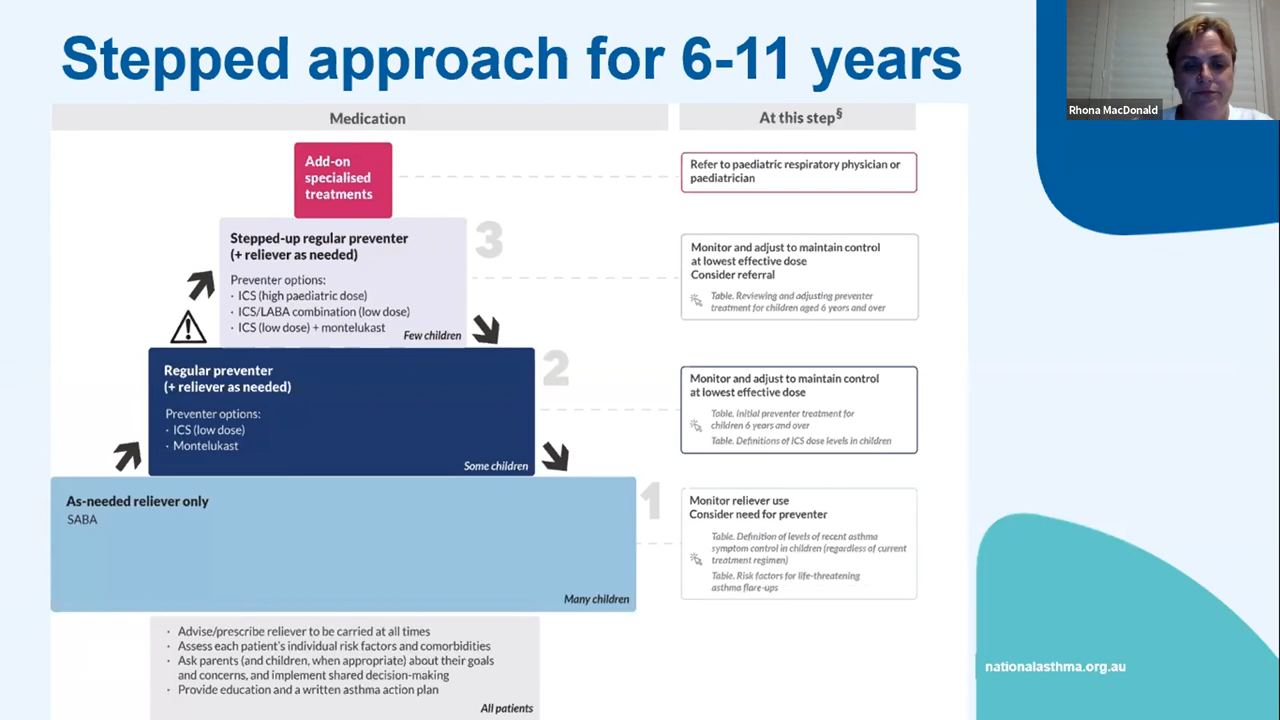 Stepped approach for 6-11 years
Rhona MacDonald
Medication
At this step§
Add-on
specialised
treatments
Refer to paediatric respiratory physician or
paediatrician
3
Stepped-up regular preventer
(+ reliever as needed)
Preventer options:
· ICS (high paediatric dose)
· ICS/LABA combination (low dose)
· ICS (low dose) + montelukast
Few children
Monitor and adjust to maintain control
at lowest effective dose
Consider referral
Table. Reviewing and adjusting preventer
treatment for children aged 6 years and over
2
Regular preventer
(+ reliever as needed)
Preventer options:
· ICS (low dose)
· Montelukast
Some children
Monitor and adjust to maintain control
at lowest effective dose
Table. Initial preventer treatment for
children 6 years and over
Table. Definitions of ICS dose levels in children
1
As-needed reliever only
SABA
Many children
Monitor reliever use
Consider need for preventer
Table. Definition of levels of recent asthma
symptom control in children (regardless of current
treatment regimen)
Table. Risk factors for life-threatening
asthma flare-ups
· Advise/prescribe reliever to be carried at all times
· Assess each patient's individual risk factors and comorbidities
· Ask parents (and children, when appropriate) about their goals
and concerns, and implement shared decision-making
· Provide education and a written asthma action plan
All patients
nationalasthma.org.au